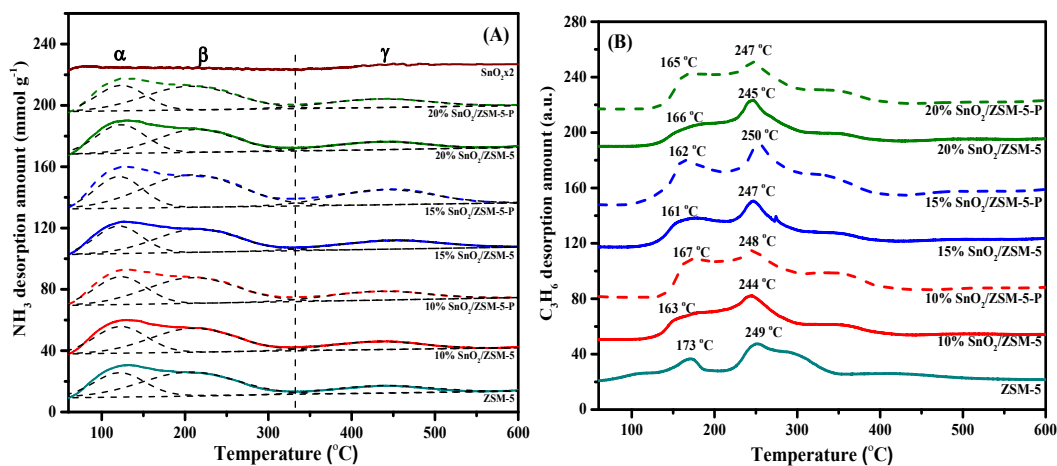 (A)
α β γ
240
200
160
120
80
40
0
SnO₂x2
20% SnO₂/ZSM-5-P
20% SnO₂/ZSM-5
15% SnO₂/ZSM-5-P
15% SnO₂/ZSM-5
10% SnO₂/ZSM-5-P
10% SnO₂/ZSM-5
ZSM-5
100 200 300 400 500 600
Temperature (°C)
NH₃ desorption amount (mmol g⁻¹)
(B)
280
240
200
160
120
80
40
0
165 °C 247 °C
20% SnO₂/ZSM-5-P
166 °C 245 °C
20% SnO₂/ZSM-5
162 °C 250 °C
15% SnO₂/ZSM-5-P
161 °C 247 °C
15% SnO₂/ZSM-5
167 °C 248 °C
10% SnO₂/ZSM-5-P
163 °C 244 °C
10% SnO₂/ZSM-5
173 °C 249 °C
ZSM-5
100 200 300 400 500 600
Temperature (°C)
C₃H₆ desorption amount (a.u.)